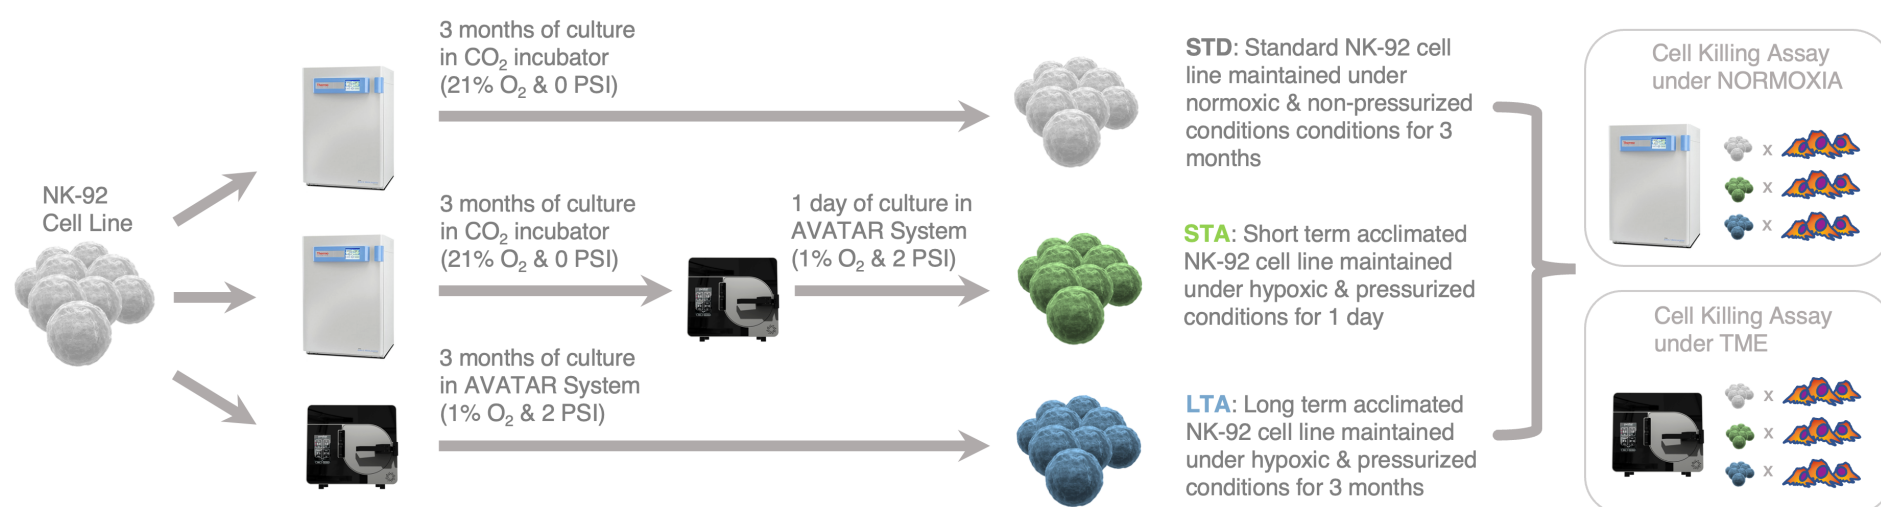 NK-92
Cell Line
3 months of culture
in CO₂ incubator
(21% O₂ & 0 PSI)
3 months of culture
in CO₂ incubator
(21% O₂ & 0 PSI)
1 day of culture in
AVATAR System
(1% O₂ & 2 PSI)
3 months of culture
in AVATAR System
(1% O₂ & 2 PSI)
STD: Standard NK-92 cell
line maintained under
normoxic & non-pressurized
conditions conditions for 3
months
STA: Short term acclimated
NK-92 cell line maintained
under hypoxic & pressurized
conditions for 1 day
LTA: Long term acclimated
NK-92 cell line maintained
under hypoxic & pressurized
conditions for 3 months
Cell Killing Assay
under NORMOXIA
x
x
x
Cell Killing Assay
under TME
x
x
x